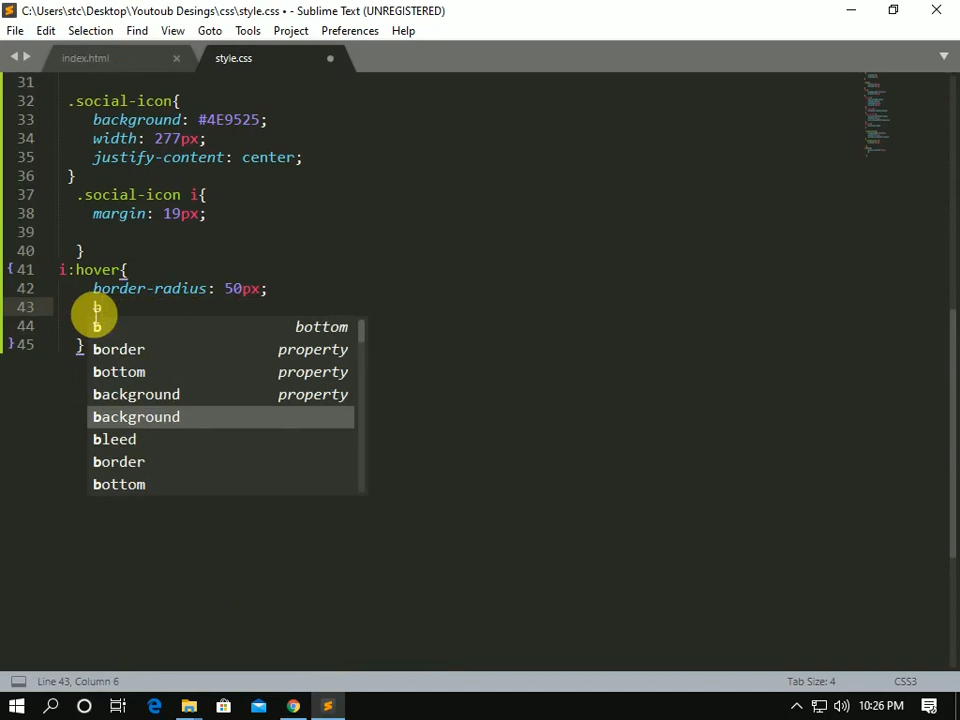 C:\Users\stc\Desktop\Youtoub Desings\css\style.css • - Sublime Text (UNREGISTERED)
File Edit Selection Find View Goto Tools Project Preferences Help
index.html style.css
31
32 .social-icon{
33 background: #4E9525;
34 width: 277px;
35 justify-content: center;
36 }
37 .social-icon i{
38 margin: 19px;
39
40 }
41 i:hover{
42 border-radius: 50px;
43 b
44 b bottom
border property
45 }
bottom property
background property
background
bleed
border
bottom
Line 43, Column 6 Tab Size: 4 CSS3
10:26 PM